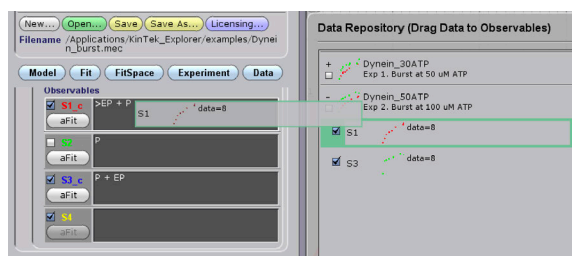 New... Open... Save Save As... Licensing...
Filename /Applications/KinTek_Explorer/examples/Dynei
n_burst.mec
Model Fit FitSpace Experiment Data
Observables
S1_c >EP + P
aFit
P
aFit
S3_c P + EP
aFit
S4
aFit
S1 data=8
Data Repository (Drag Data to Observables)
+ Dynein_30ATP
Exp 1. Burst at 50 uM ATP
- Dynein_50ATP
Exp 2. Burst at 100 uM ATP
S1 data=8
S3 data=8